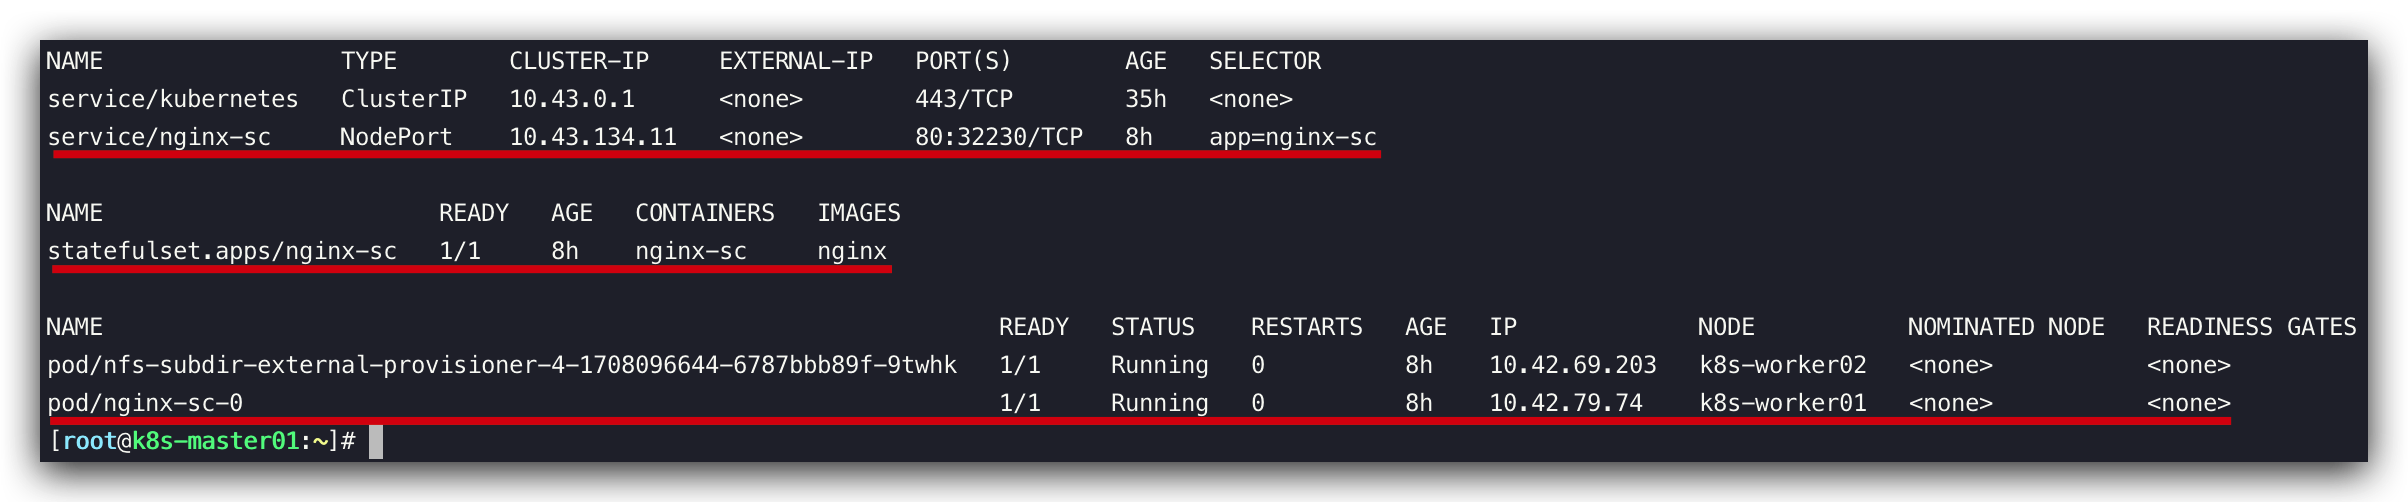 NAME TYPE CLUSTER-IP EXTERNAL-IP PORT(S) AGE SELECTOR
service/kubernetes ClusterIP 10.43.0.1 <none> 443/TCP 35h <none>
service/nginx-sc NodePort 10.43.134.11 <none> 80:32230/TCP 8h app=nginx-sc
NAME READY AGE CONTAINERS IMAGES
statefulset.apps/nginx-sc 1/1 8h nginx-sc nginx
NAME READY STATUS RESTARTS AGE IP NODE NOMINATED NODE READINESS GATES
pod/nfs-subdir-external-provisioner-4-1708096644-6787bbb89f-9twhk 1/1 Running 0 8h 10.42.69.203 k8s-worker02 <none> <none>
pod/nginx-sc-0 1/1 Running 0 8h 10.42.79.74 k8s-worker01 <none> <none>
[root@k8s-master01:~]#